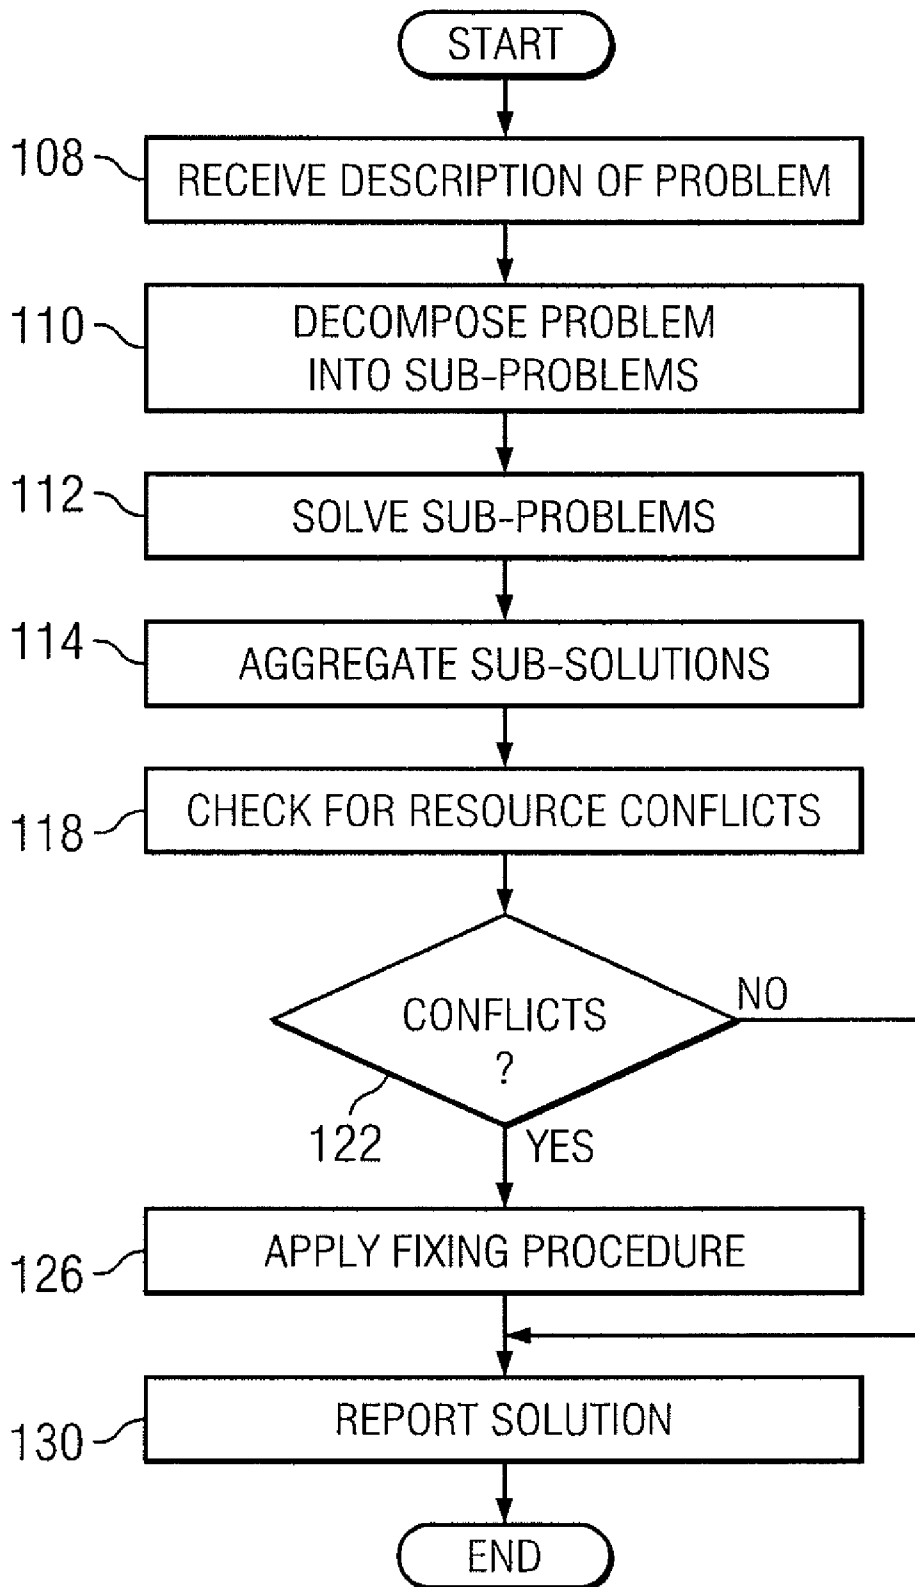 START
108
RECEIVE DESCRIPTION OF PROBLEM
110
DECOMPOSE PROBLEM
INTO SUB-PROBLEMS
112
SOLVE SUB-PROBLEMS
114
AGGREGATE SUB-SOLUTIONS
118
CHECK FOR RESOURCE CONFLICTS
NO
CONFLICTS
?
122
YES
126
APPLY FIXING PROCEDURE
130
REPORT SOLUTION
END